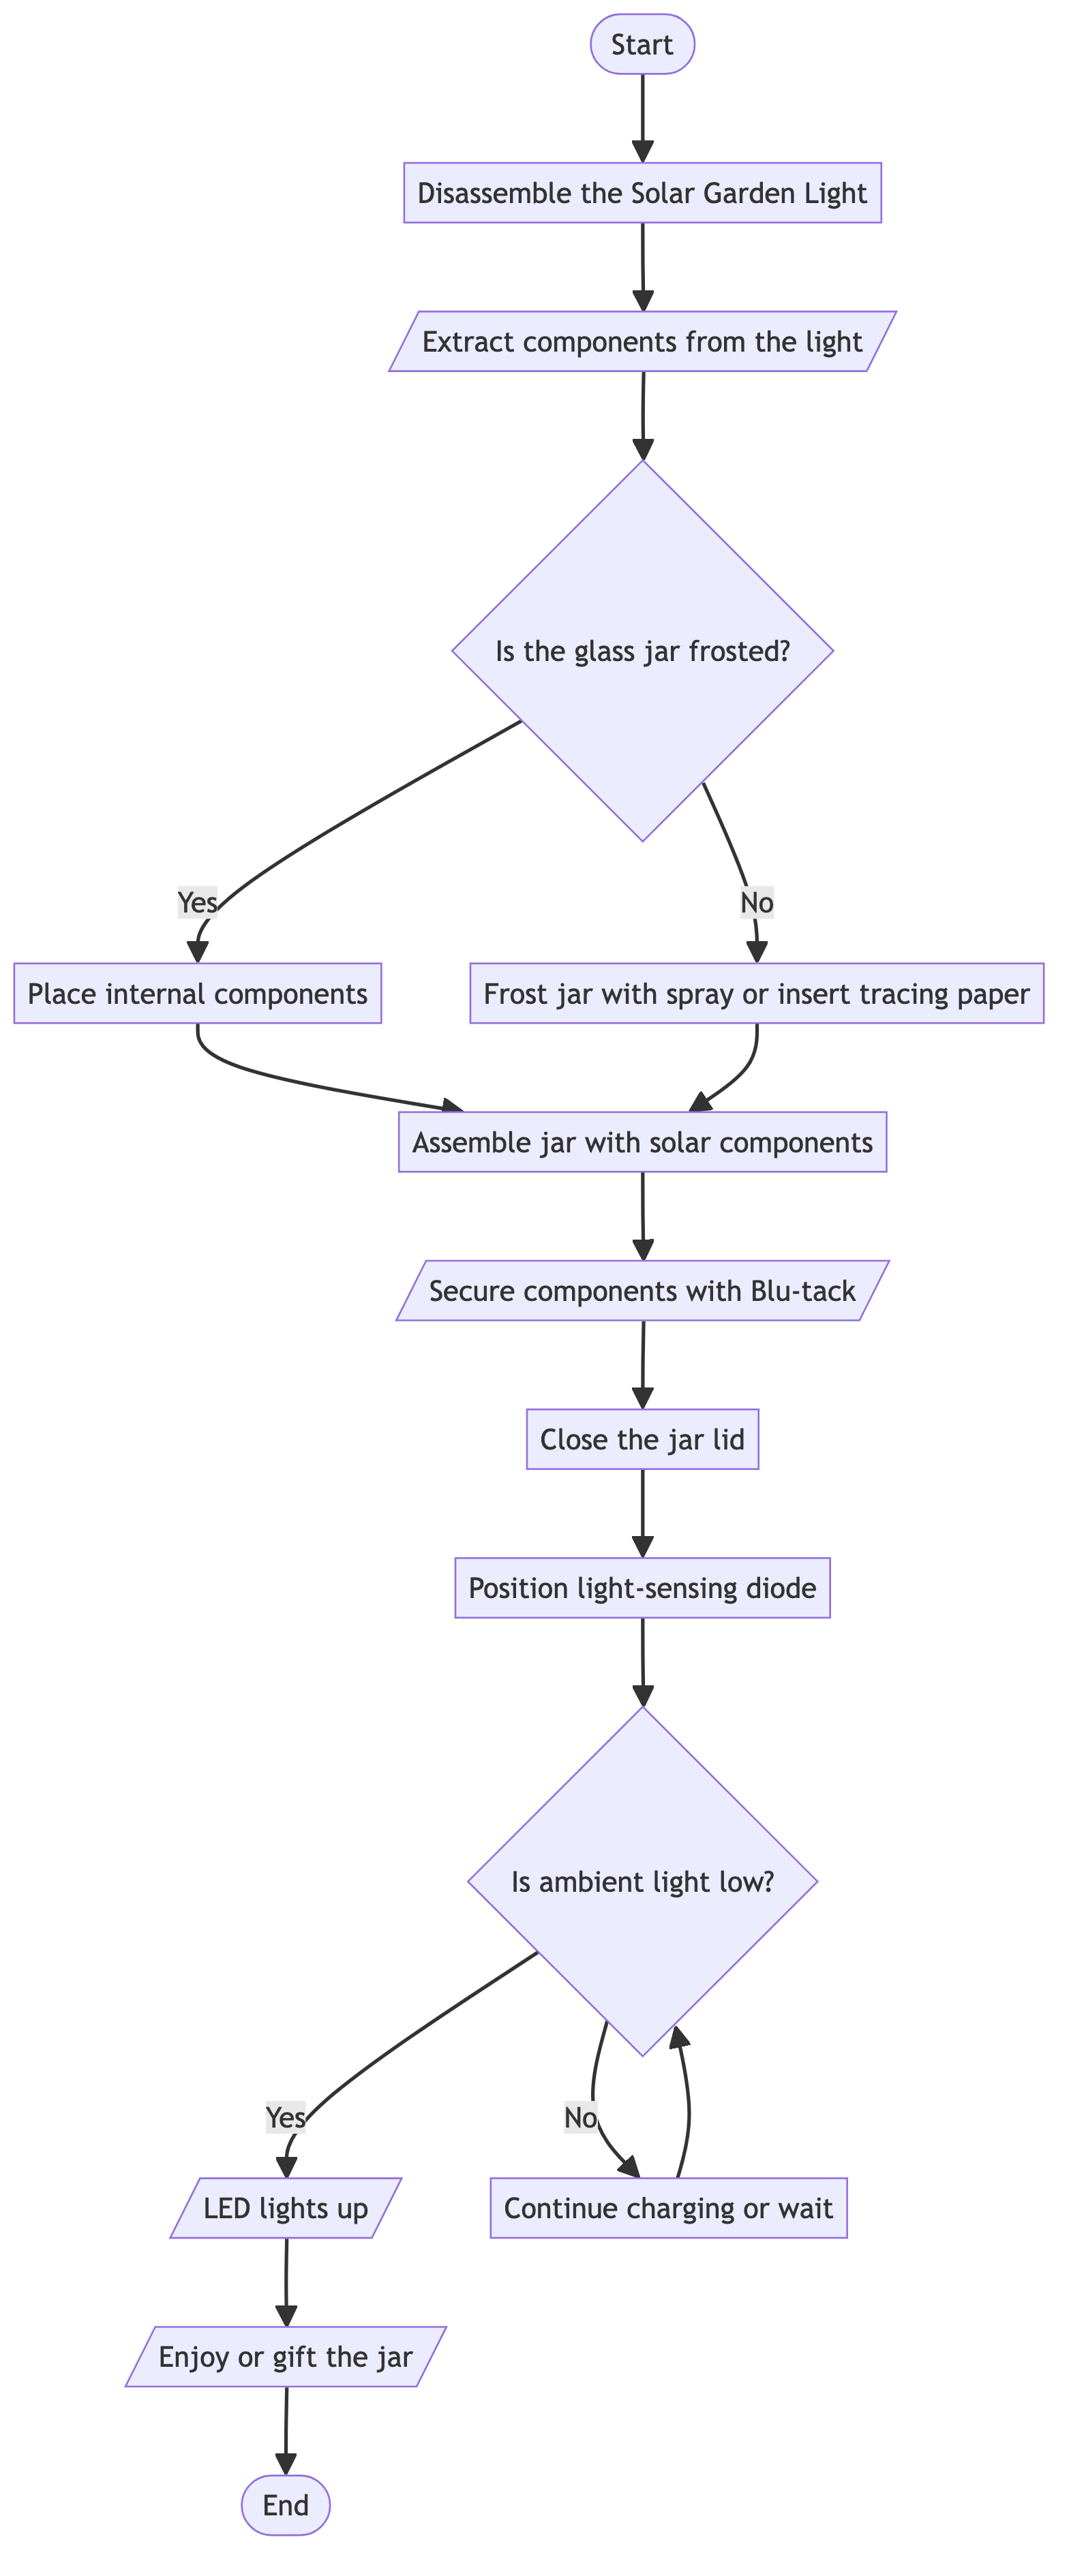 Start
Disassemble the Solar Garden Light
Extract components from the light
Is the glass jar frosted?
Yes
No
Place internal components
Frost jar with spray or insert tracing paper
Assemble jar with solar components
Secure components with Blu-tack
Close the jar lid
Position light-sensing diode
Is ambient light low?
Yes
No
LED lights up
Continue charging or wait
Enjoy or gift the jar
End